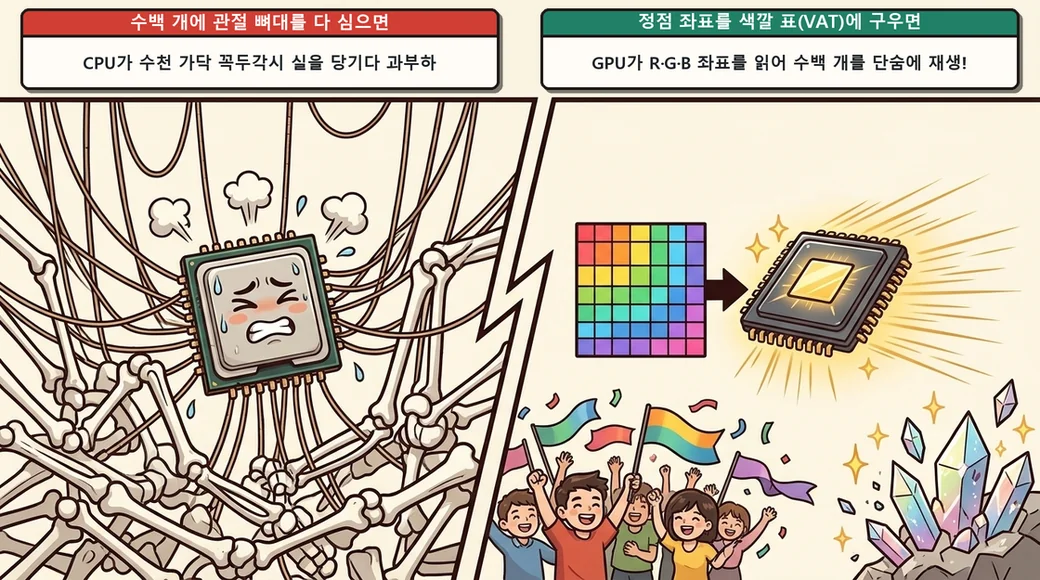 수백 개에 관절 뼈대를 다 심으면
CPU가 수천 가닥 꼭두각시 실을 당기다 과부하
정점 좌표를 색깔 표(VAT)에 구우면
GPU가 R·G·B 좌표를 읽어 수백 개를 단숨에 재생!